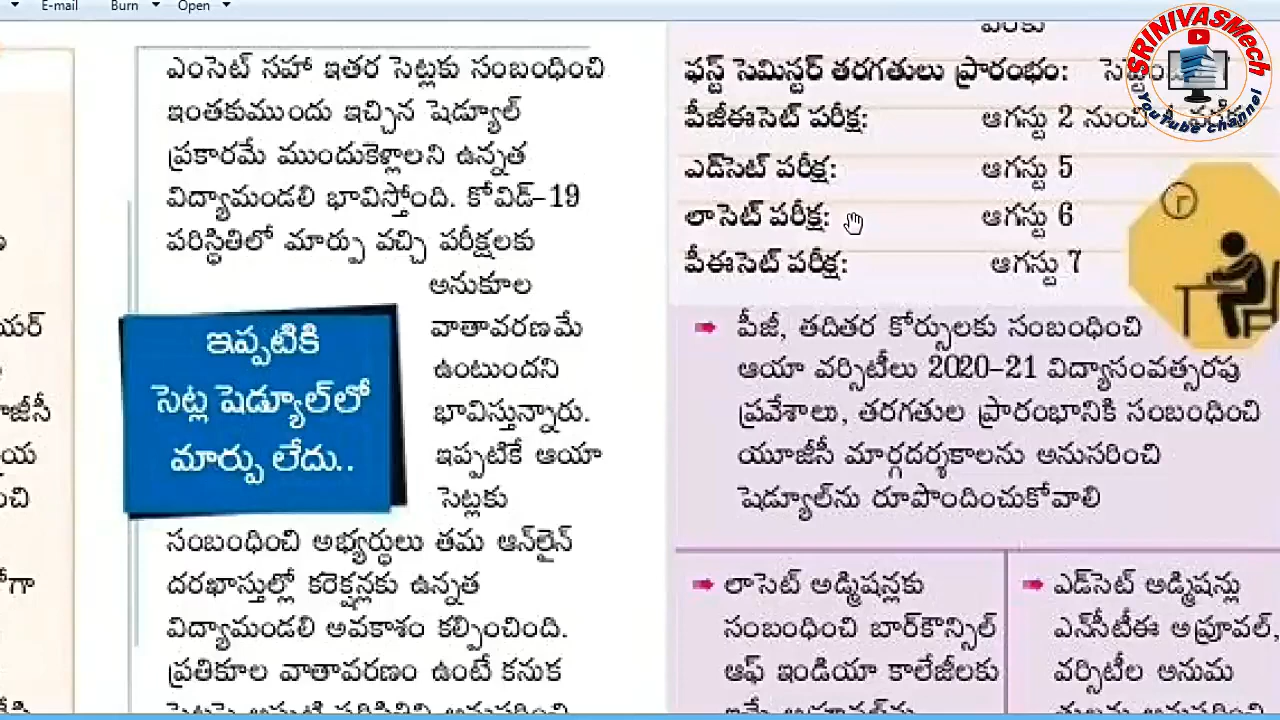 E-mail Burn Open
ఎంసెట్ సహా ఇతర సెట్లకు సంబంధించి
ఇంతకుముందు ఇచ్చిన షెడ్యూల్
ప్రకారమే ముందుకెళ్లాలని ఉన్నత
విద్యామండలి భావిస్తోంది. కోవిడ్–19
పరిస్థితిలో మార్పు వచ్చి పరీక్షలకు
అనుకూల
వాతావరణమే
ఉంటుందని
భావిస్తున్నారు.
ఇప్పటికే ఆయా
సెట్లకు
సంబంధించి అభ్యర్థులు తమ ఆన్‌లైన్
దరఖాస్తుల్లో కరెక్షన్లకు ఉన్నత
విద్యామండలి అవకాశం కల్పించింది.
ప్రతికూల వాతావరణం ఉంటే కనుక
ఇప్పటికి
సెట్ల షెడ్యూల్‌లో
మార్పు లేదు..
ఫస్ట్ సెమిస్టర్ తరగతులు ప్రారంభం:
పీజీఈసెట్ పరీక్ష: ఆగస్టు 2 నుంచి
ఎడ్‌సెట్ పరీక్ష: ఆగస్టు 5
లాసెట్ పరీక్ష: ఆగస్టు 6
పీఈసెట్ పరీక్ష: ఆగస్టు 7
పీజీ, తదితర కోర్సులకు సంబంధించి
ఆయా వర్సిటీలు 2020–21 విద్యాసంవత్సరపు
ప్రవేశాలు, తరగతుల ప్రారంభానికి సంబంధించి
యూజీసీ మార్గదర్శకాలను అనుసరించి
షెడ్యూల్‌ను రూపొందించుకోవాలి
లాసెట్ అడ్మిషన్లకు
సంబంధించి బార్‌కౌన్సిల్
ఆఫ్ ఇండియా కాలేజీలకు
ఎడ్‌సెట్ అడ్మిషన్లు
ఎన్‌సీటీఈ అప్రూవల్,
వర్సిటీల అనుమ
SRINIVASMech
YouTube channel